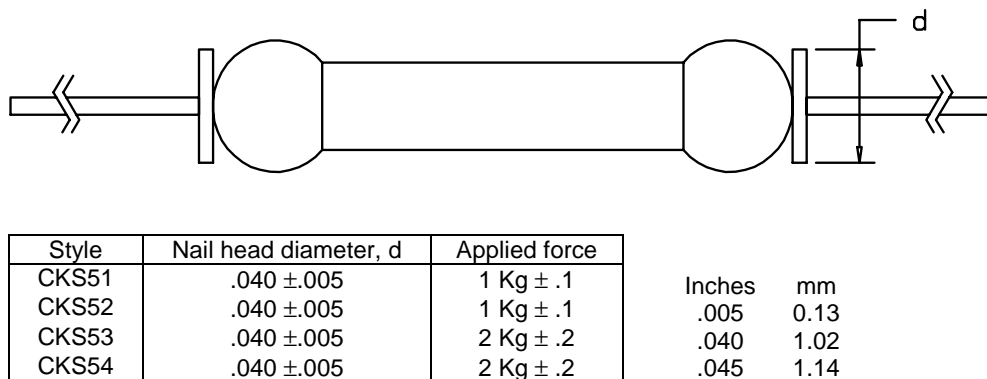 d
Style Nail head diameter, d Applied force
CKS51 .040 ±.005 1 Kg ± .1
CKS52 .040 ±.005 1 Kg ± .1
CKS53 .040 ±.005 2 Kg ± .2
CKS54 .040 ±.005 2 Kg ± .2
Inches mm
.005 0.13
.040 1.02
.045 1.14